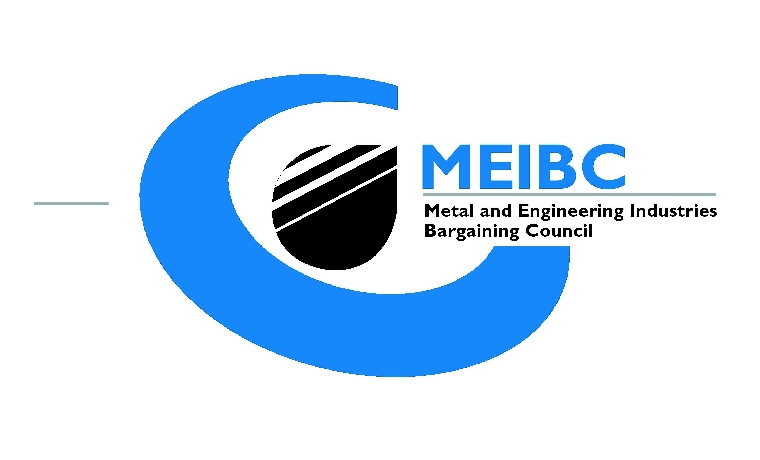 MEIBC
Metal and Engineering Industries
Bargaining Council